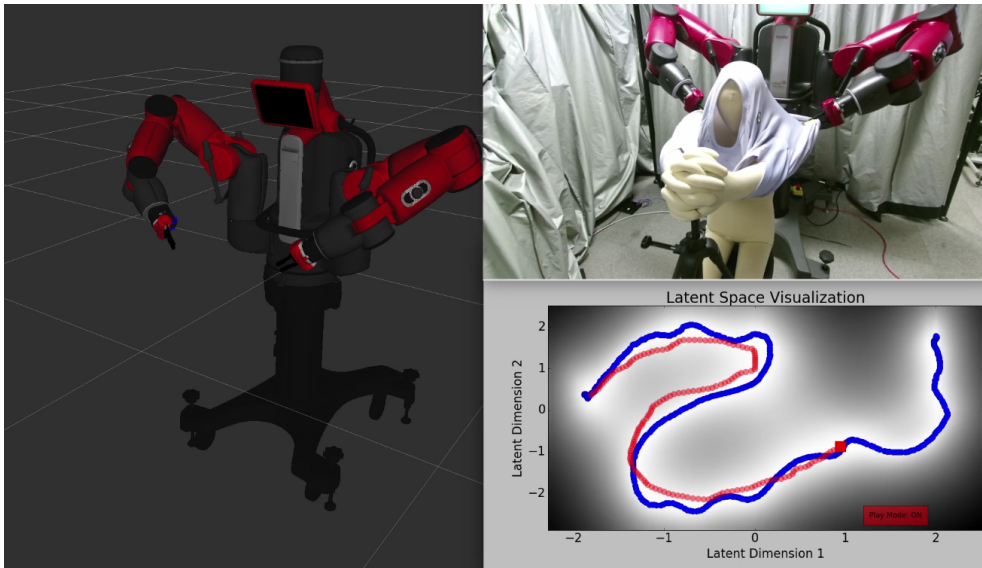 Latent Space Visualization
2
1
0
−1
−2
Latent Dimension 2
Play Mode: ON
−2
−1
0
1
2
Latent Dimension 1